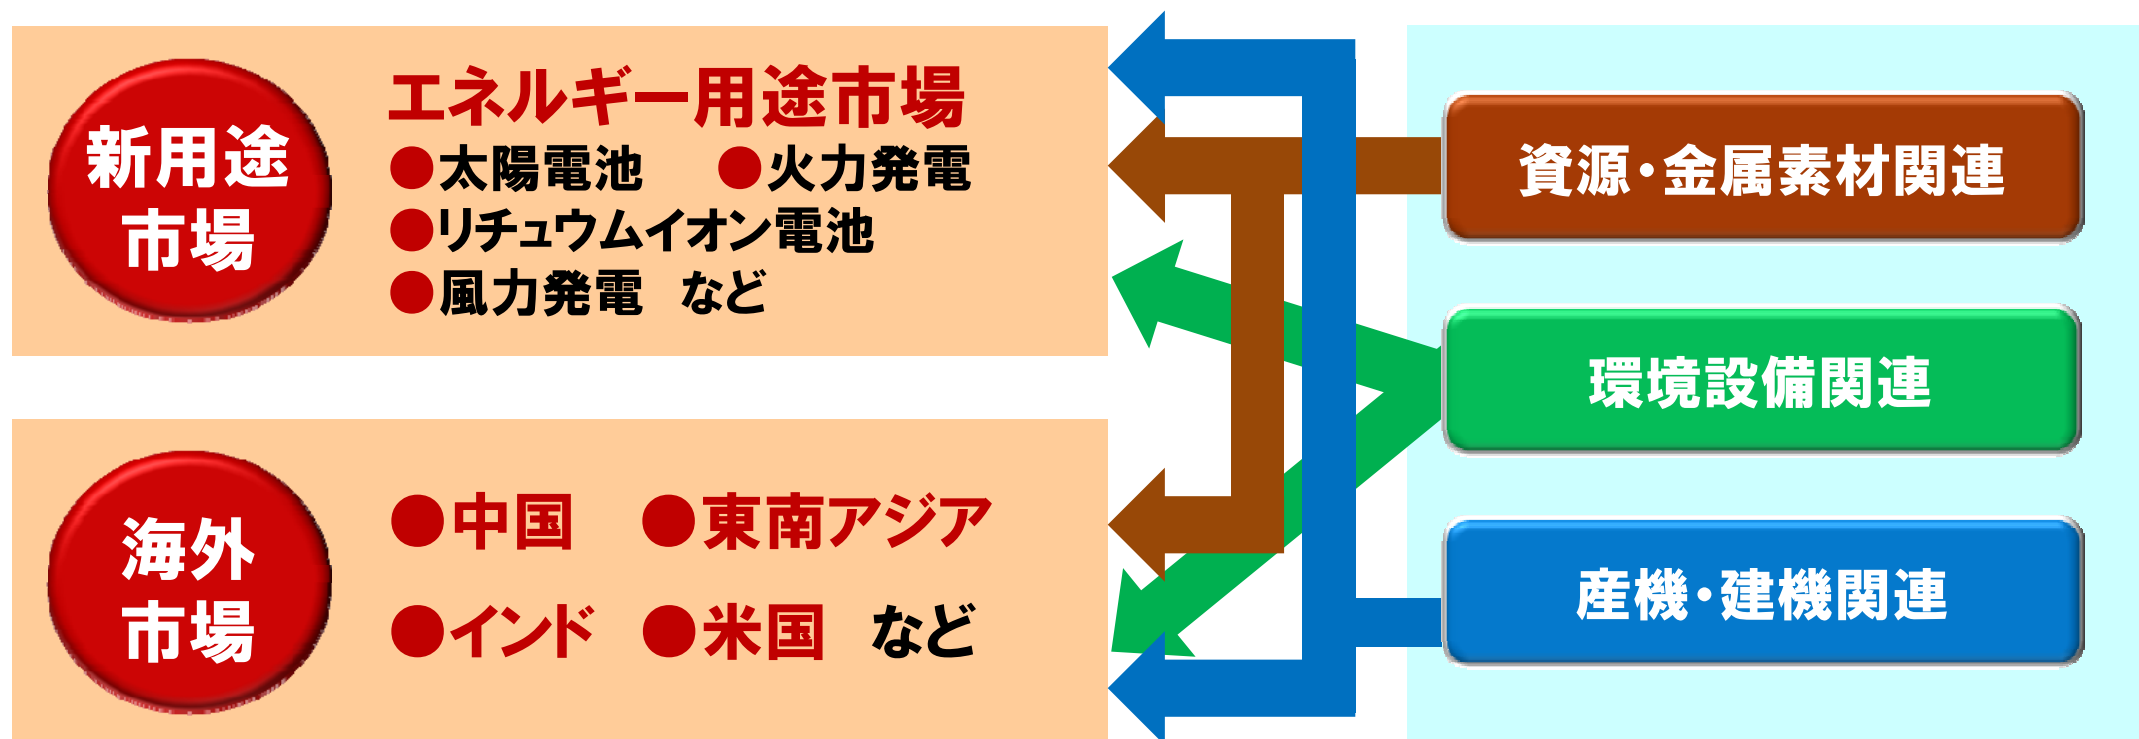 新用途
市場
エネルギー用途市場
●太陽電池 ●火力発電
●リチュウムイオン電池
●風力発電 など
海外
市場
●中国 ●東南アジア
●インド ●米国 など
資源・金属素材関連
環境設備関連
産機・建機関連